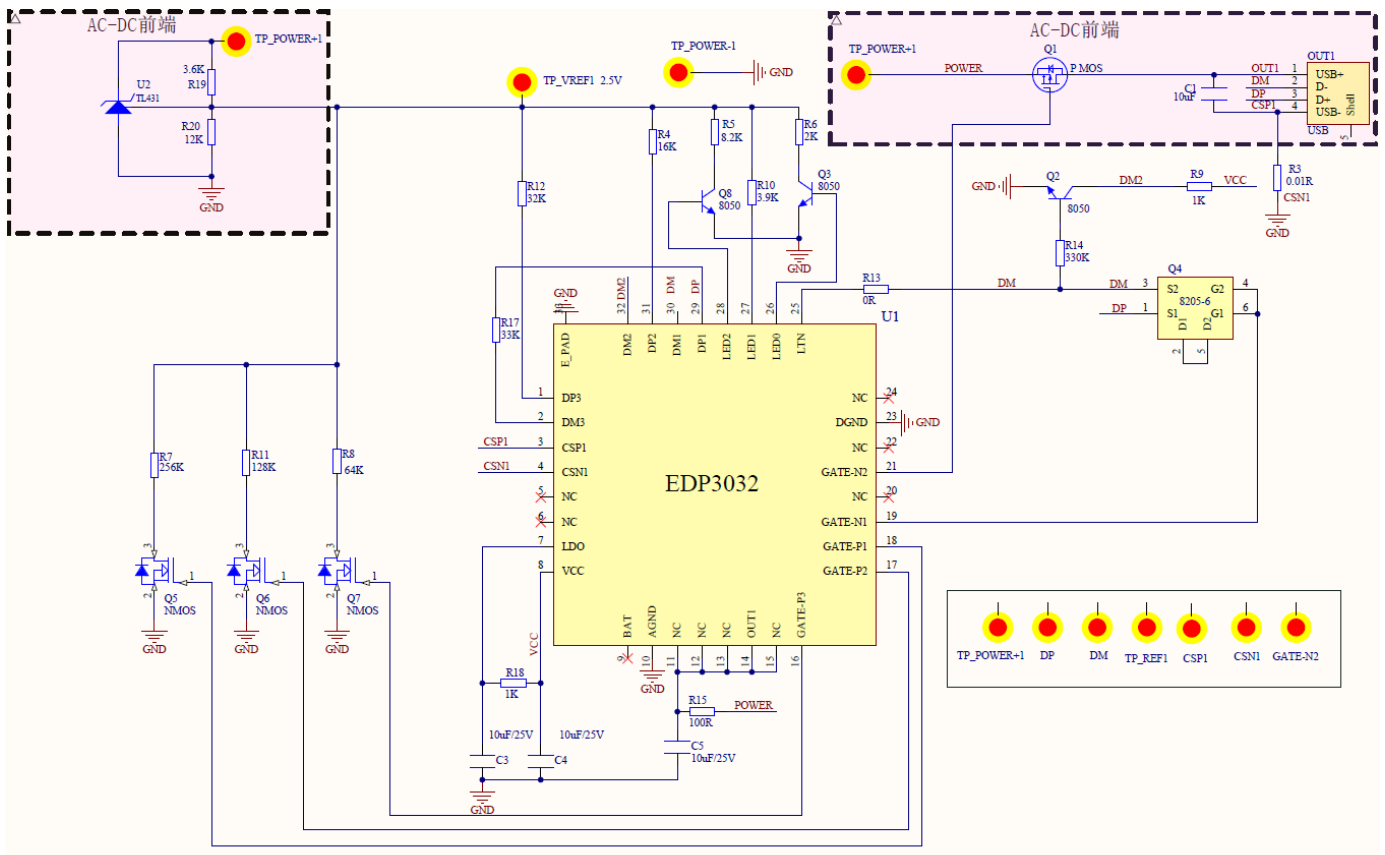 AC-DC前端
TP_POWER+1
3.6K
R19
U2
TL431
R20
12K
GND
TP_VREF1 2.5V
TP_POWER-1
GND
AC-DC前端
TP_POWER+1
POWER
Q1
P MOS
OUT1
OUT1 1 USB+
DM 2 D-
DP 3 D+
CSP1 4 USB-
Shell
5
USB
C1
10uF
R3
0.01R
CSN1
GND
R12
32K
R4
16K
R5
8.2K
Q8
8050
R10
3.9K
R6
2K
Q3
8050
GND
GND
Q2
8050
DM2
R9
1K
VCC
R14
330K
R13
0R
DM
DM
DP
Q4
8205-6
3 S2
1 S1
G2 4
G1 6
D1
D2
2
5
R17
33K
GND
33
E_PAD
32 DM2
DM2
31
DP2
30 DM
DM1
29 DP
DP1
28
LED2
27
LED1
26
LED0
25
LTN
U1
EDP3032
1 DP3
2 DM3
CSP1 3 CSP1
CSN1 4 CSN1
5 NC
6 NC
7 LDO
8 VCC
NC 24
DGND 23 GND
NC 22
GATE-N2 21
NC 20
GATE-N1 19
GATE-P1 18
GATE-P2 17
BAT
9
AGND
10
GND
NC
11
NC
12
NC
13
OUT1
14
NC
15
GATE-P3
16
R7
256K
R11
128K
R8
64K
3
1
2
Q5
NMOS
GND
3
1
2
Q6
NMOS
GND
3
1
2
Q7
NMOS
GND
VCC
R18
1K
10uF/25V
C3
10uF/25V
C4
GND
R15
100R
POWER
C5
10uF/25V
TP_POWER+1
DP
DM
TP_REF1
CSP1
CSN1
GATE-N2